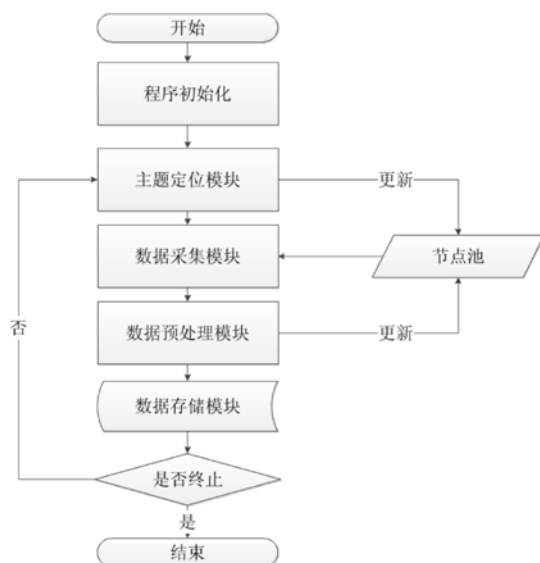 开始
程序初始化
主题定位模块
更新
数据采集模块
节点池
否
数据预处理模块
更新
数据存储模块
是否终止
是
结束